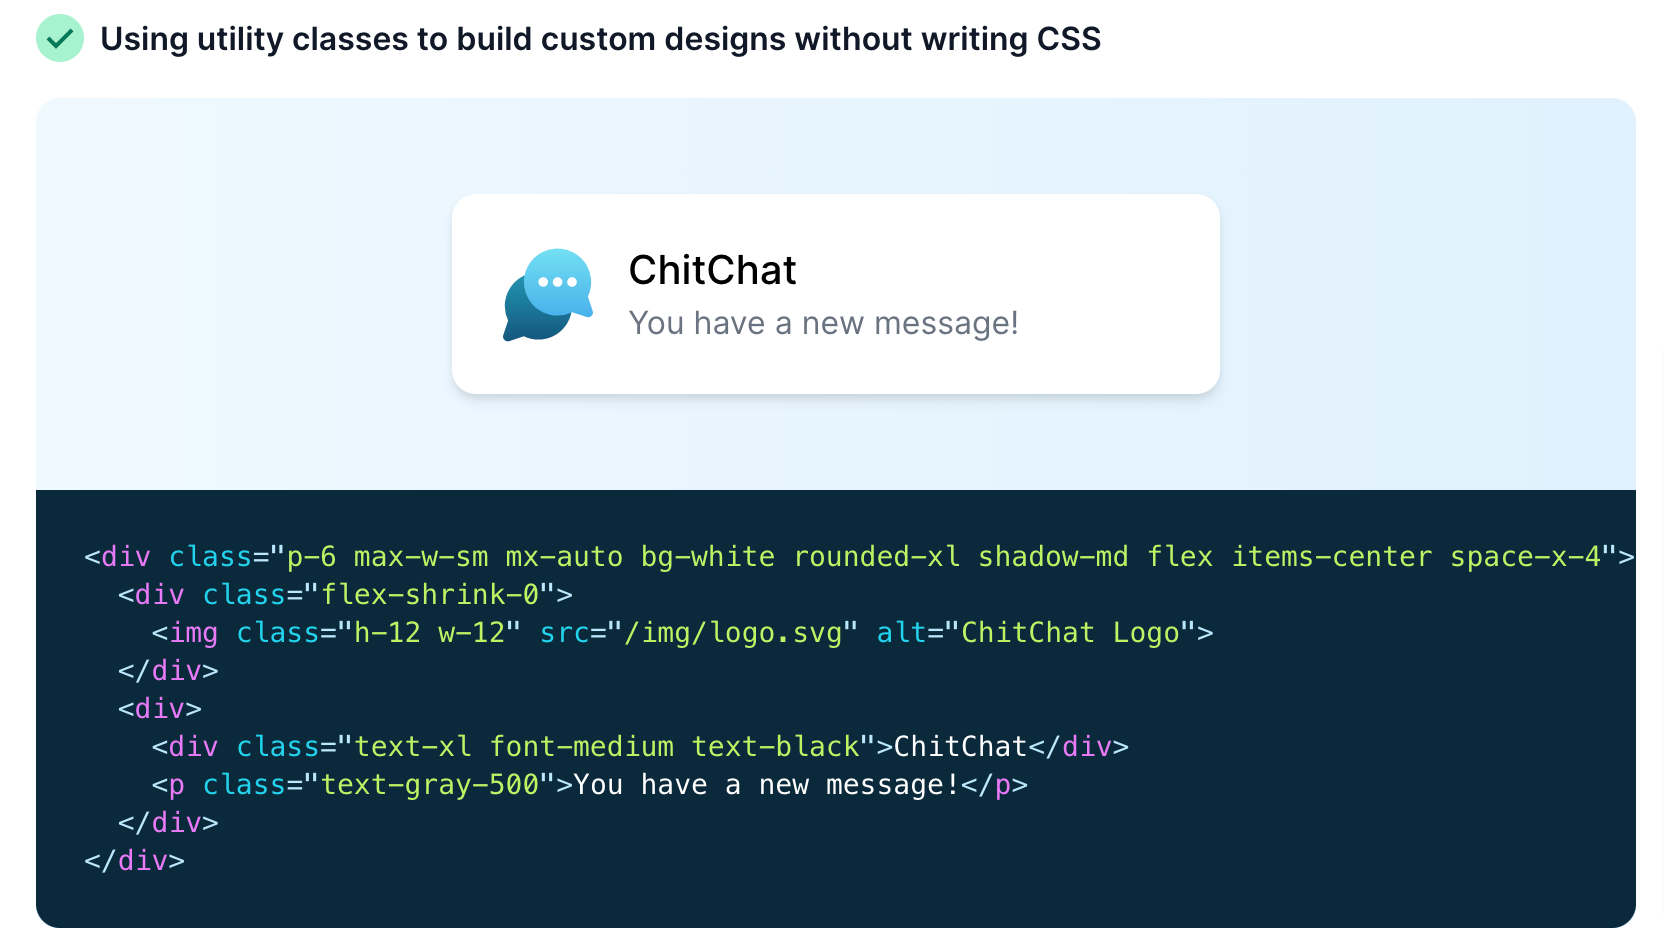 Using utility classes to build custom designs without writing CSS
ChitChat
You have a new message!
<div class="p-6 max-w-sm mx-auto bg-white rounded-xl shadow-md flex items-center space-x-4">
  <div class="flex-shrink-0">
    <img class="h-12 w-12" src="/img/logo.svg" alt="ChitChat Logo">
  </div>
  <div>
    <div class="text-xl font-medium text-black">ChitChat</div>
    <p class="text-gray-500">You have a new message!</p>
  </div>
</div>